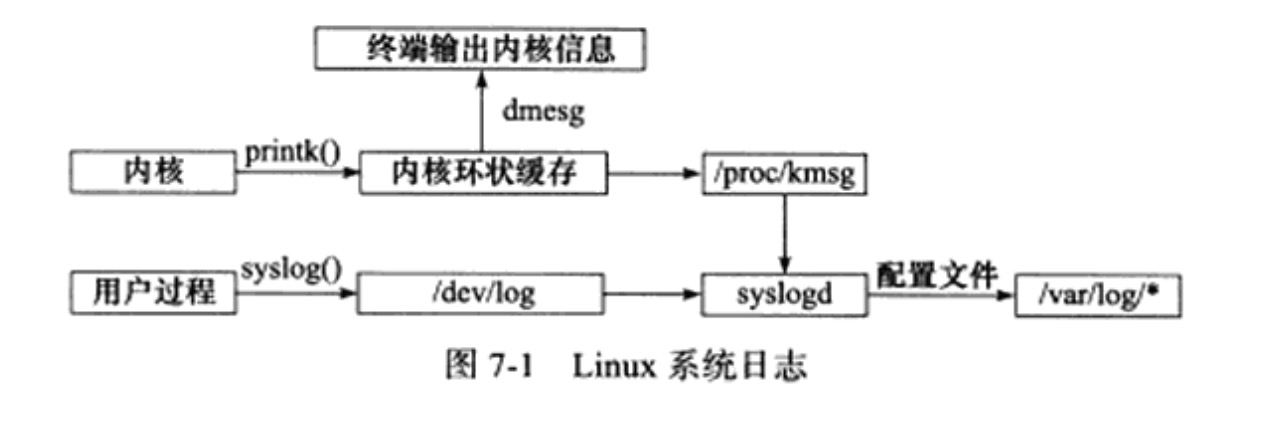 终端输出内核信息
dmesg
内核 printk() 内核环状缓存 /proc/kmsg
用户过程 syslog() /dev/log syslogd 配置文件 /var/log/*
图 7-1 Linux 系统日志